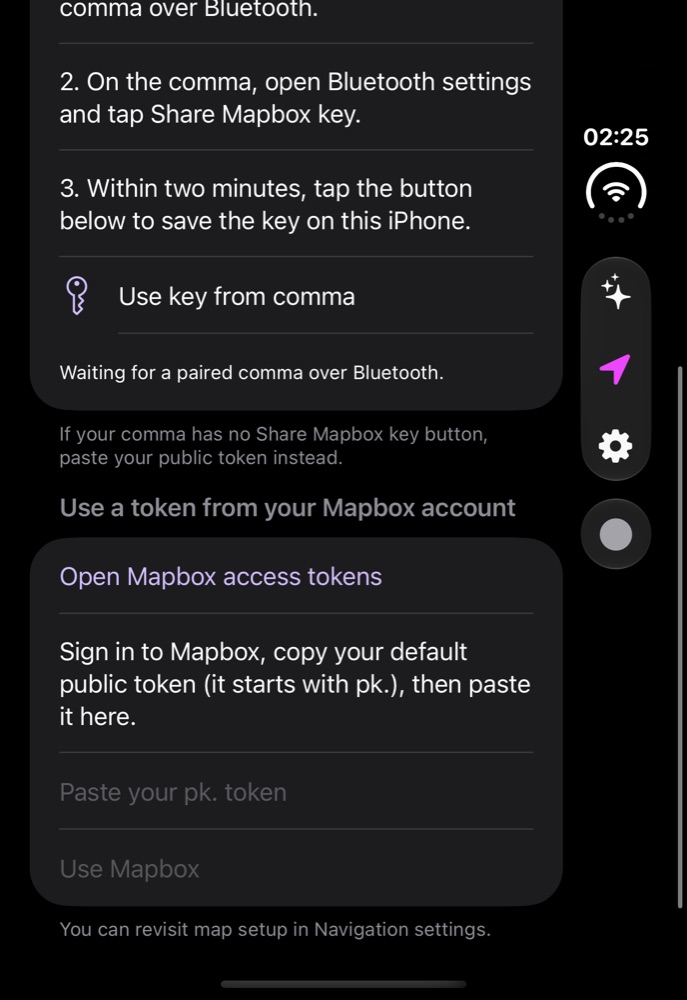 comma over Bluetooth.
2. On the comma, open Bluetooth settings
and tap Share Mapbox key.
02:25
3. Within two minutes, tap the button
below to save the key on this iPhone.
Use key from comma
Waiting for a paired comma over Bluetooth.
If your comma has no Share Mapbox key button,
paste your public token instead.
Use a token from your Mapbox account
Open Mapbox access tokens
Sign in to Mapbox, copy your default
public token (it starts with pk.), then paste
it here.
Paste your pk. token
Use Mapbox
You can revisit map setup in Navigation settings.